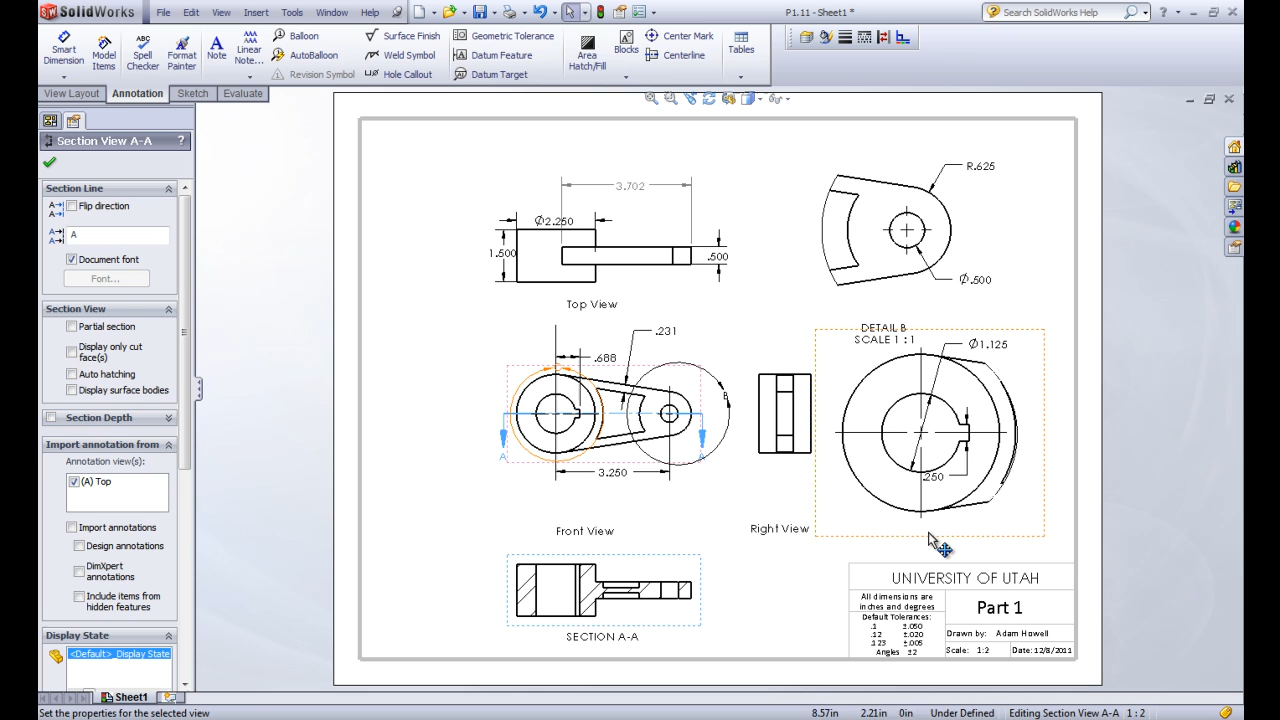 SolidWorks
File Edit View Insert Tools Window Help
P1.11 - Sheet1 *
Search SolidWorks Help
Smart Dimension
Model Items
Spell Checker
Format Painter
Note
Linear Note...
Balloon
AutoBalloon
Revision Symbol
Surface Finish
Weld Symbol
Hole Callout
Geometric Tolerance
Datum Feature
Datum Target
Area Hatch/Fill
Blocks
Center Mark
Centerline
Tables
View Layout Annotation Sketch Evaluate
Section View A-A ?
Section Line
Flip direction
A
Document font
Font...
Section View
Partial section
Display only cut
face(s)
Auto hatching
Display surface bodies
Section Depth
Import annotation from
Annotation view(s):
(A) Top
Import annotations
Design annotations
DimXpert
annotations
Include items from
hidden features
Display State
<Default>_Display State
3.702
Ø2.250
1.500
.500
Top View
R.625
Ø.500
DETAIL B
SCALE 1 : 1
.231
.688
B
A
A
3.250
Front View
Right View
Ø1.125
.250
SECTION A-A
UNIVERSITY OF UTAH
All dimensions are
inches and degrees
Default Tolerances:
.1 ±.050
.12 ±.020
.123 ±.005
Angles ±2
Part 1
Drawn by: Adam Howell
Scale: 1:2 Date: 12/8/2011
Sheet1
Set the properties for the selected view
8.57in 2.21in 0in Under Defined Editing Section View A-A 1 : 2